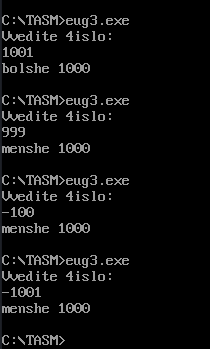 C:\TASM>eug3.exe
Vvedite 4islo:
1001
bolshe 1000
C:\TASM>eug3.exe
Vvedite 4islo:
999
menshe 1000
C:\TASM>eug3.exe
Vvedite 4islo:
-100
menshe 1000
C:\TASM>eug3.exe
Vvedite 4islo:
-1001
menshe 1000
C:\TASM>